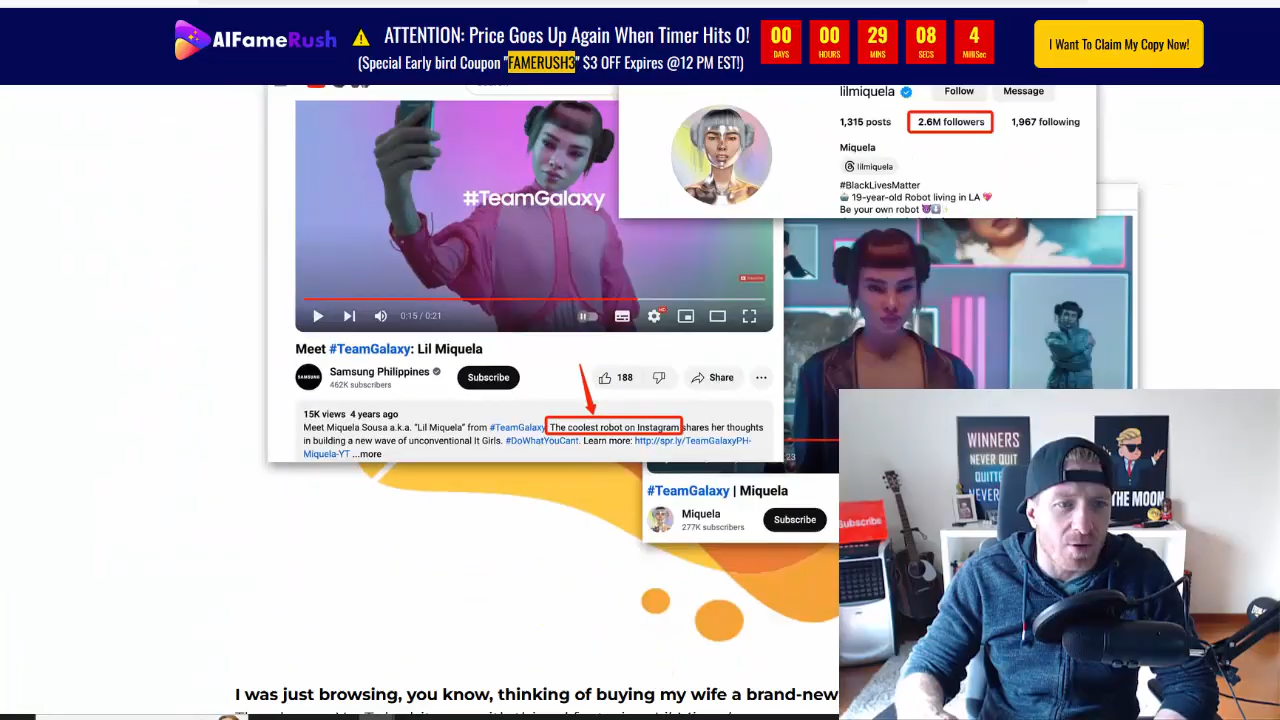 AIFameRush
ATTENTION: Price Goes Up Again When Timer Hits 0!
(Special Early bird Coupon "FAMERUSH3" $3 OFF Expires @12 PM EST!)
00 00 29 08 4
DAYS HOURS MINS SECS MilliSec
I Want To Claim My Copy Now!
lilmiquela Follow Message
1,315 posts 2.6M followers 1,967 following
Miquela
lilmiquela
#BlackLivesMatter
19-year-old Robot living in LA
Be your own robot
#TeamGalaxy
0:15 / 0:21
Meet #TeamGalaxy: Lil Miquela
SAMSUNG
Samsung Philippines
462K subscribers
Subscribe
188
Share
15K views 4 years ago
Meet Miquela Sousa a.k.a. "Lil Miquela" from #TeamGalaxy, The coolest robot on Instagram shares her thoughts
in building a new wave of unconventional It Girls. #DoWhatYouCant. Learn more: http://spr.ly/TeamGalaxyPH-
Miquela-YT ...more
:23
#TeamGalaxy | Miquela
Miquela
277K subscribers
Subscribe
WINNERS
NEVER QUIT
QUITTE
NEVER
THE MOON
Subscribe
I was just browsing, you know, thinking of buying my wife a brand-new